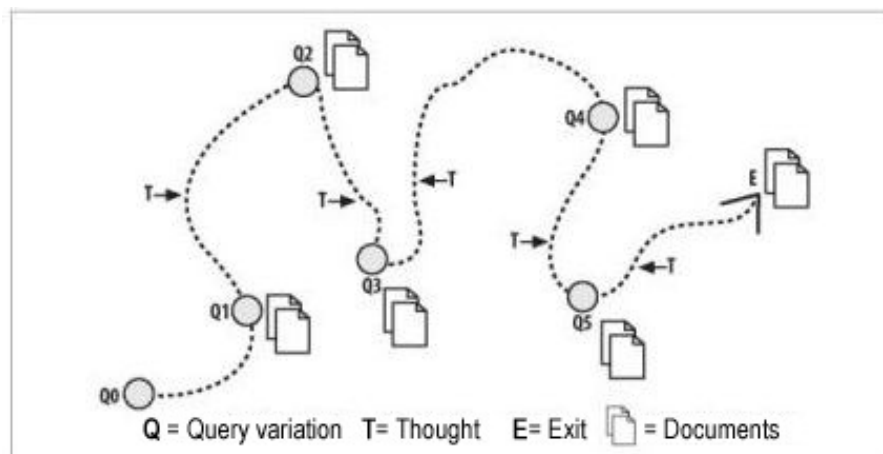 Q2
Q4
T
E
T
T
T
Q3
T
Q1
Q5
Q0
Q = Query variation T= Thought E= Exit = Documents